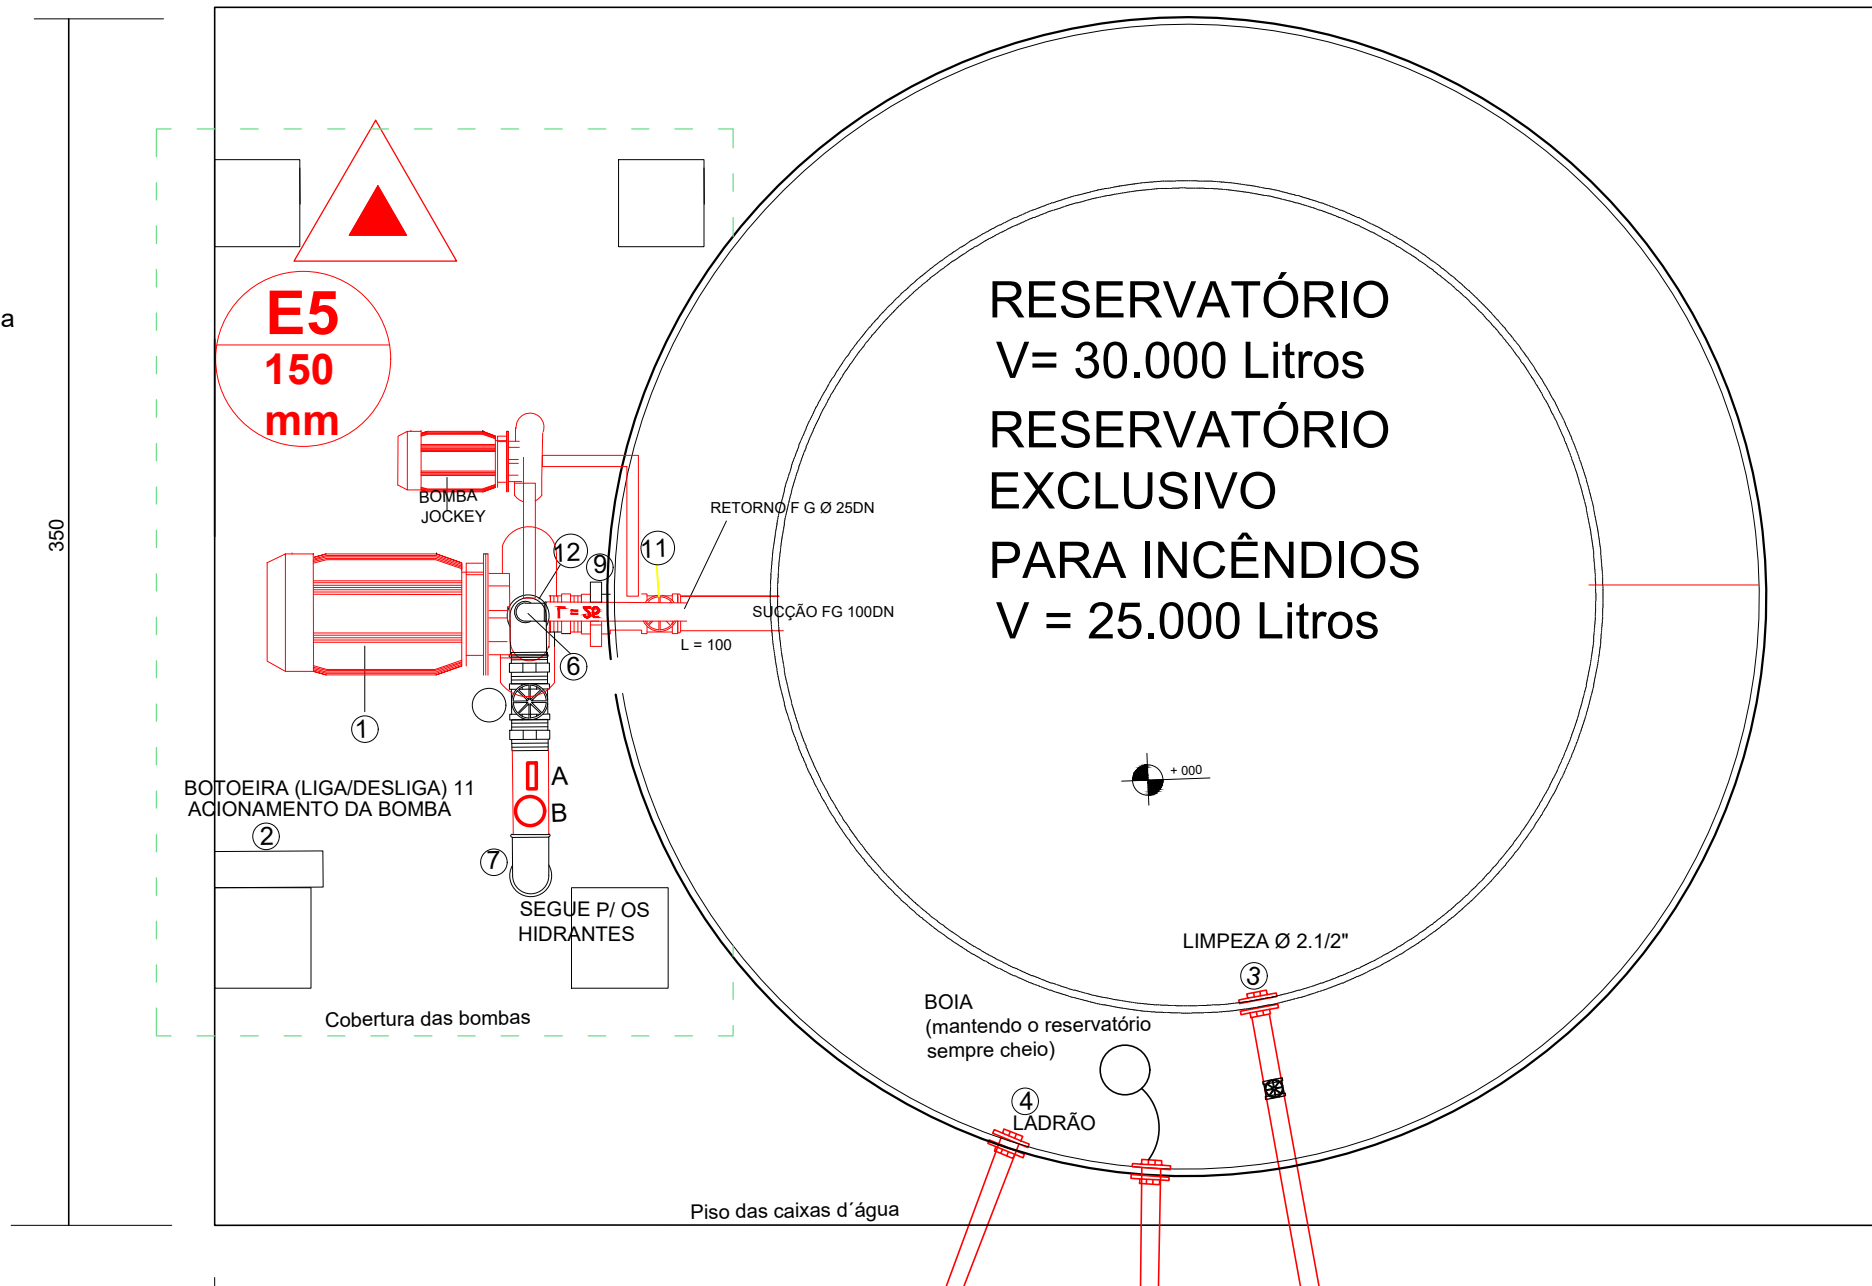 a
350
E5
150
mm
RESERVATÓRIO
V= 30.000 Litros
RESERVATÓRIO
EXCLUSIVO
PARA INCÊNDIOS
V = 25.000 Litros
BOMBA
JOCKEY
RETORNO F G Ø 25DN
12
9
11
SUCÇÃO FG 100DN
L = 100
6
1
A
B
BOTOEIRA (LIGA/DESLIGA) 11
ACIONAMENTO DA BOMBA
2
7
+ 000
SEGUE P/ OS
HIDRANTES
LIMPEZA Ø 2.1/2"
3
BOIA
(mantendo o reservatório
sempre cheio)
Cobertura das bombas
4
LADRÃO
Piso das caixas d´água